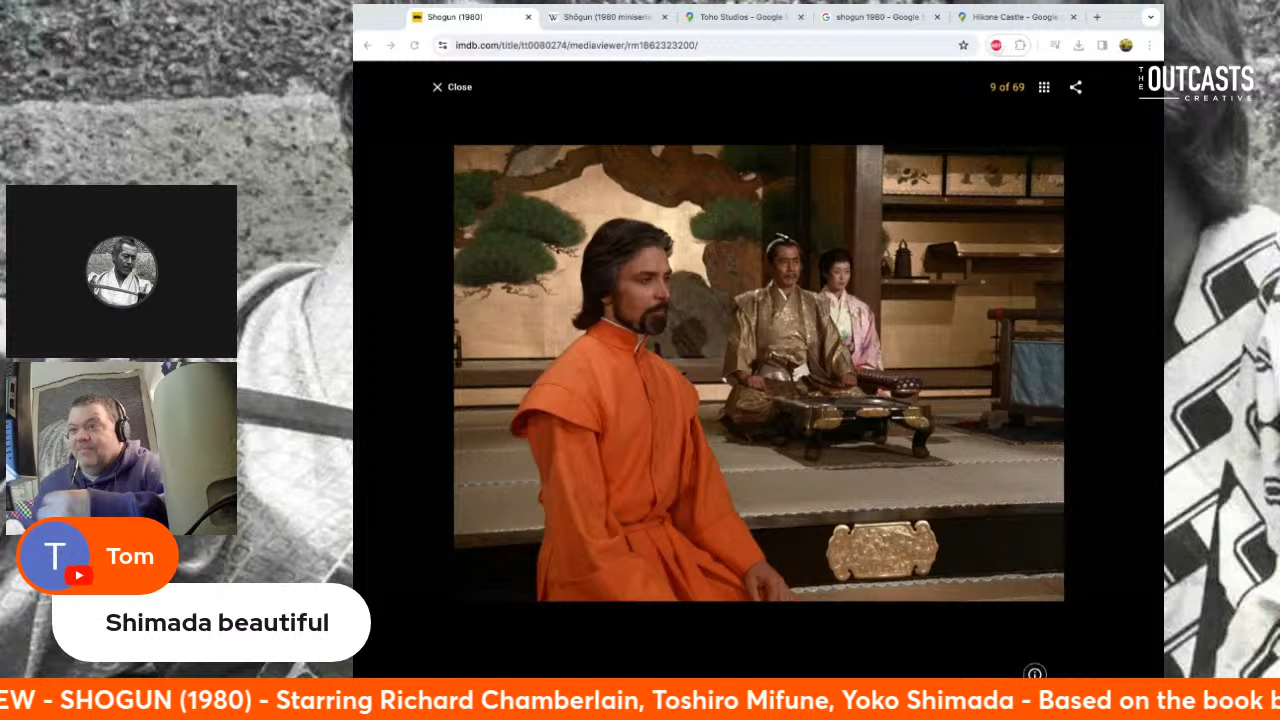 Shogun (1980)
Shōgun (1980 miniserie
Toho Studios - Google M
shogun 1980 - Google S
Hikone Castle - Google
imdb.com/title/tt0080274/mediaviewer/rm1862323200/
Close
9 of 69
THE OUTCASTS
CREATIVE
T Tom
Shimada beautiful
EW - SHOGUN (1980) - Starring Richard Chamberlain, Toshiro Mifune, Yoko Shimada - Based on the book b